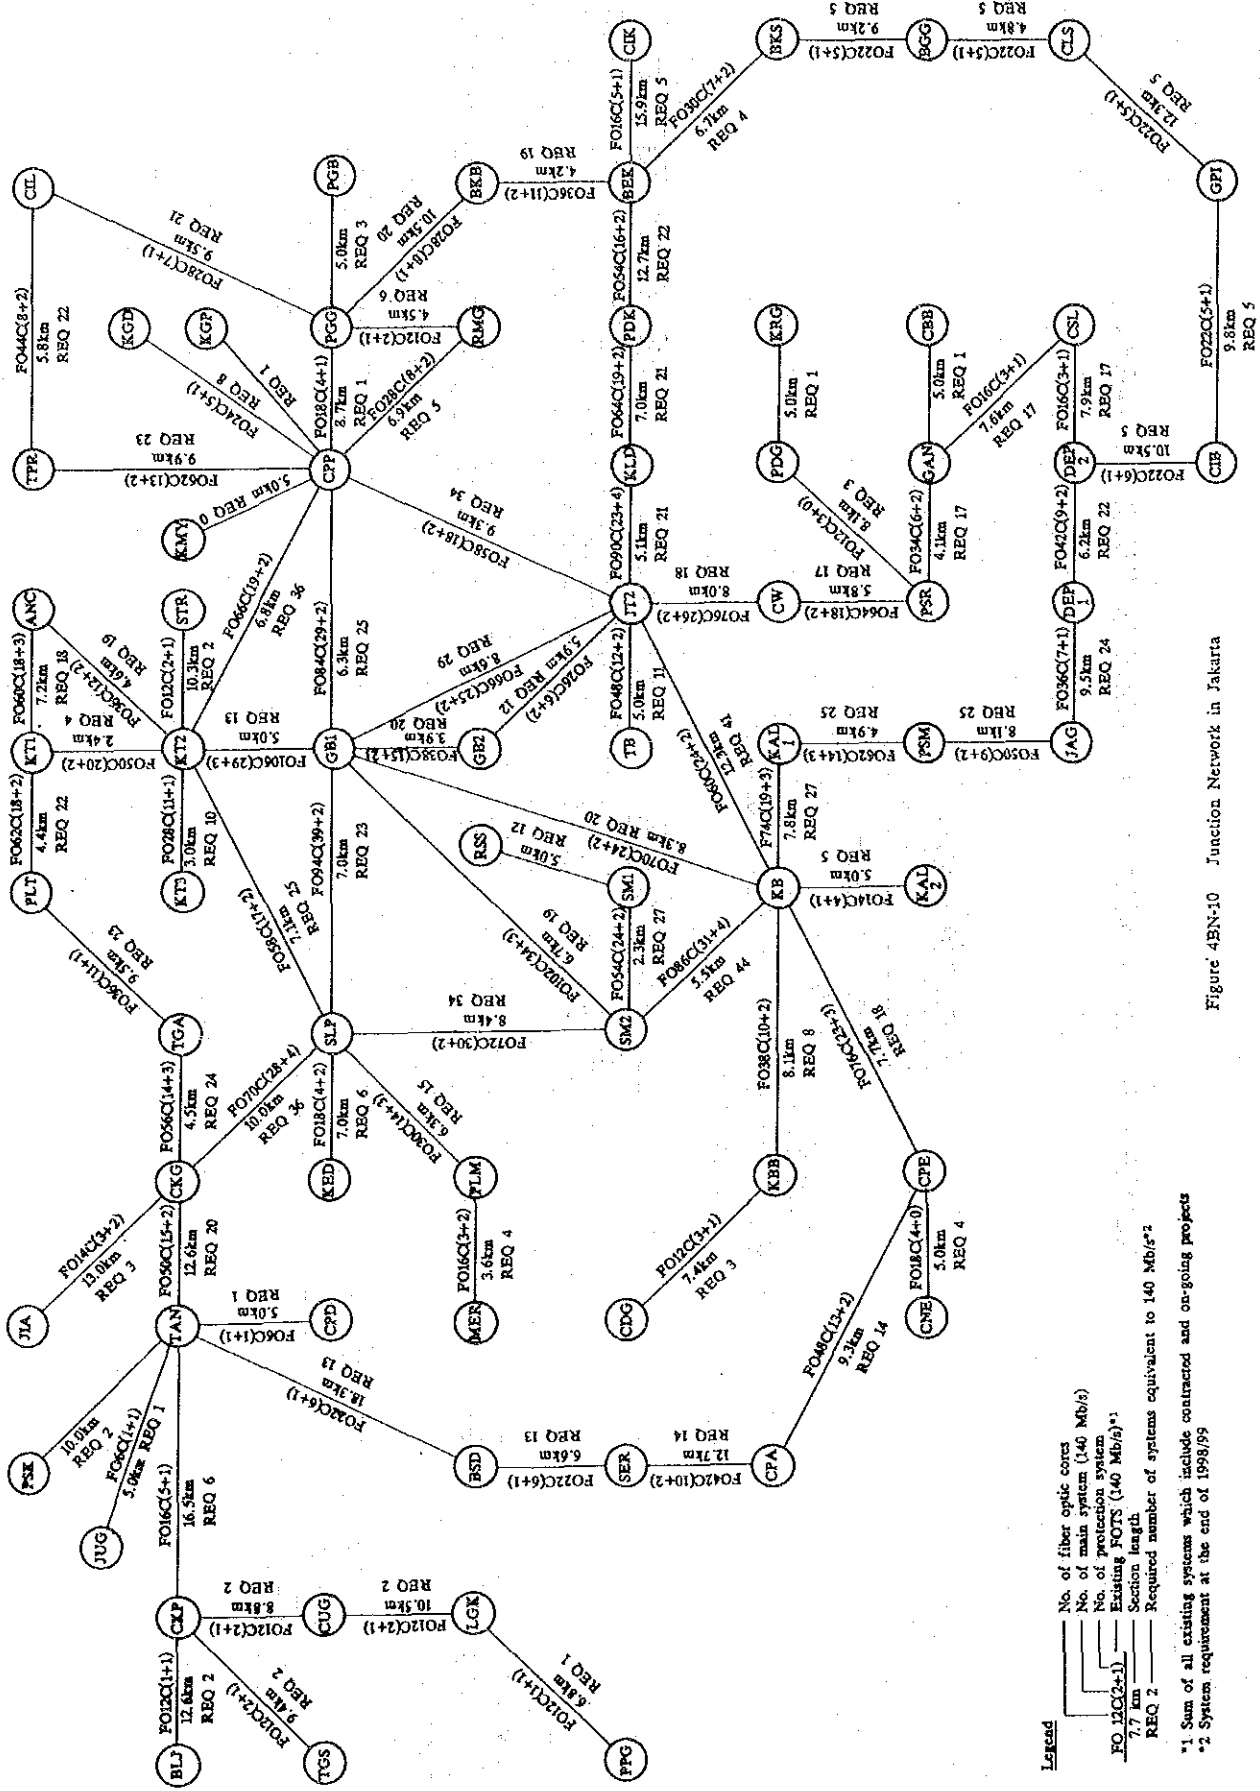 BLJ
FO12C(1+1)
12.6km
REQ 2
CKP
FO16C(5+1)
16.5km
REQ 6
TAN
FO50C(15+2)
12.6km
REQ 20
CKG
FO56C(14+3)
4.5km
REQ 24
TGA
FO36C(11+1)
9.5km
REQ 23
PLT
FO62C(18+2)
4.4km
REQ 22
KT1
FO60C(18+3)
7.2km
REQ 18
ANC
TGS
FO12C(2+1)
9.4km
REQ 2
FO12C(2+1)
8.8km
REQ 2
CUG
FO12C(2+1)
10.5km
REQ 2
LGK
FO12C(1+1)
6.8km
REQ 1
PPG
PSK
10.0km
REQ 2
JUG
FO6C(1+1)
5.0km REQ 1
JIA
FO14C(3+2)
13.0km
REQ 3
FO6C(1+1)
5.0km
REQ 1
CPD
FO22C(6+1)
18.3km
REQ 13
BSD
FO22C(6+1)
6.6km
REQ 13
SER
FO42C(10+2)
12.7km
REQ 14
CPA
FO48C(13+2)
9.3km
REQ 14
CPE
FO18C(4+0)
5.0km
REQ 4
CNE
FO70C(28+4)
10.0km
REQ 36
SLP
FO18C(4+2)
7.0km
REQ 6
KED
FO30C(14+3)
6.3km
REQ 15
PLM
FO16C(3+2)
3.6km
REQ 4
MER
FO58C(17+2)
7.1km
REQ 25
KT2
FO28C(11+1)
3.0km
REQ 10
KT3
FO50C(20+2)
2.4km
REQ 4
FO36C(12+2)
4.6km
REQ 19
FO12C(2+1)
10.3km
REQ 2
STR
FO66C(19+2)
6.8km
REQ 36
FO106C(29+3)
5.0km
REQ 13
GB1
FO94C(39+2)
7.0km
REQ 23
FO84C(29+2)
6.3km
REQ 25
CPP
KMY
5.0km REQ 0
TPR
FO62C(13+2)
9.9km
REQ 23
FO44C(8+2)
5.8km
REQ 22
CIL
FO28C(7+1)
9.5km
REQ 21
KGD
FO24C(5+1)
REQ 8
KGP
REQ 1
FO18C(4+1)
8.7km
REQ 1
PGG
5.0km
REQ 3
PGB
FO28C(8+2)
6.9km
REQ 5
RMG
FO12C(2+1)
4.5km
REQ 6
10.5km
REQ 20
BKB
FO36C(11+2)
4.2km
REQ 19
BEK
FO16C(5+1)
15.9km
REQ 5
CIK
FO30C(7+2)
6.7km
REQ 4
BKS
FO22C(5+1)
9.2km
REQ 5
BGG
FO22C(5+1)
4.8km
REQ 5
CLS
FO22C(5+1)
12.3km
REQ 5
GPI
FO22C(5+1)
9.8km
REQ 5
CIB
FO22C(6+1)
10.5km
REQ 5
FO58C(18+2)
9.3km
REQ 34
JT2
FO90C(23+4)
5.1km
REQ 21
KLD
FO64C(19+2)
7.0km
REQ 21
PDK
FO54C(16+2)
12.7km
REQ 22
FO38C(15+2)
3.9km
REQ 20
GB2
FO26C(6+2)
5.9km
REQ 12
FO66C(25+2)
8.6km
REQ 29
TB
FO48C(12+2)
5.0km
REQ 11
FO76C(26+2)
8.0km
REQ 18
CW
FO64C(18+2)
5.8km
REQ 17
PSR
FO12C(3+0)
8.1km
REQ 3
PDG
5.0km
REQ 1
KRG
FO34C(6+2)
4.1km
REQ 17
GAN
5.0km
REQ 1
CBB
FO16C(3+1)
7.6km
REQ 17
CSL
FO16C(3+1)
7.9km
REQ 17
DEP 2
FO42C(9+2)
6.2km
REQ 22
DEP 1
FO36C(7+1)
9.5km
REQ 24
JAG
FO50C(9+2)
8.1km
REQ 25
PSM
FO62C(14+3)
4.9km
REQ 25
KAL 1
F74C(19+3)
7.8km
REQ 27
KB
FO60C(24+2)
12.3km
REQ 41
FO70C(24+2)
8.3km REQ 20
FO102C(34+3)
6.7km
REQ 19
FO72C(30+2)
8.4km
REQ 34
SM2
FO54C(24+2)
2.3km
REQ 27
SM1
5.0km
REQ 12
RSS
FO86C(31+4)
5.5km
REQ 44
FO14C(4+1)
5.0km
REQ 5
KAL 2
FO38C(10+2)
8.1km
REQ 8
KBB
FO12C(3+1)
7.4km
REQ 3
CDG
FO76C(23+3)
7.7km
REQ 18
Legend
No. of fiber optic cores
No. of main system (140 Mb/s)
No. of protection system
FO 12C(2+1) Existing FOTS (140 Mb/s)*1
7.7 km Section length
REQ 2 Required number of systems equivalent to 140 Mb/s*2
*1 Sum of all existing systems which include contracted and on-going projects
*2 System requirement at the end of 1998/99
Figure 4BN-10 Junction Network in Jakarta